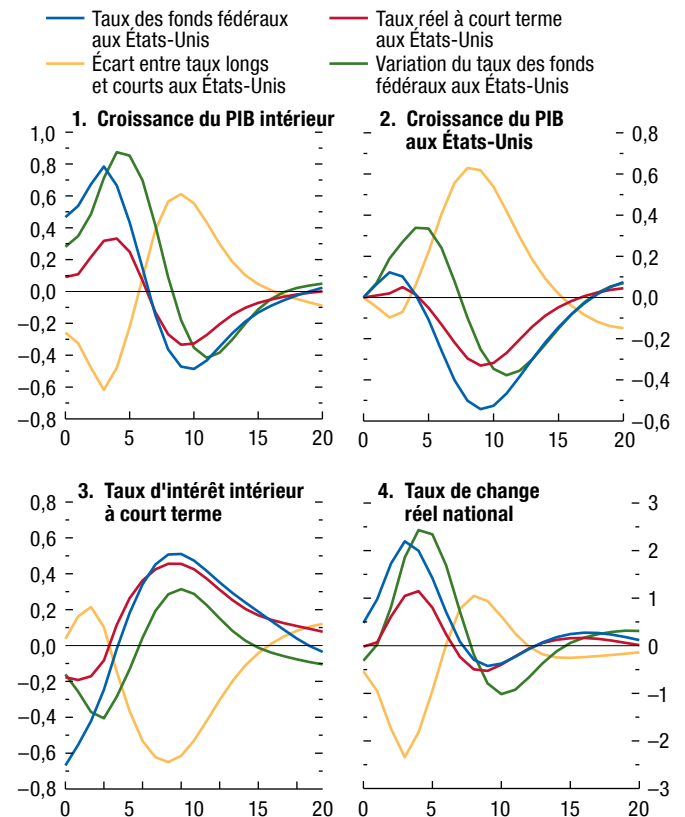 Taux des fonds fédéraux
aux États-Unis
Écart entre taux longs
et courts aux États-Unis
Taux réel à court terme
aux États-Unis
Variation du taux des fonds
fédéraux aux États-Unis
1. Croissance du PIB intérieur
1,0
0,8
0,6
0,4
0,2
0,0
–0,2
–0,4
–0,6
–0,8
0 5 10 15 20
2. Croissance du PIB
aux États-Unis
0,8
0,6
0,4
0,2
0,0
–0,2
–0,4
–0,6
0 5 10 15 20
3. Taux d'intérêt intérieur
à court terme
0,8
0,6
0,4
0,2
0,0
–0,2
–0,4
–0,6
–0,8
0 5 10 15 20
4. Taux de change
réel national
3
2
1
0
–1
–2
–3
0 5 10 15 20